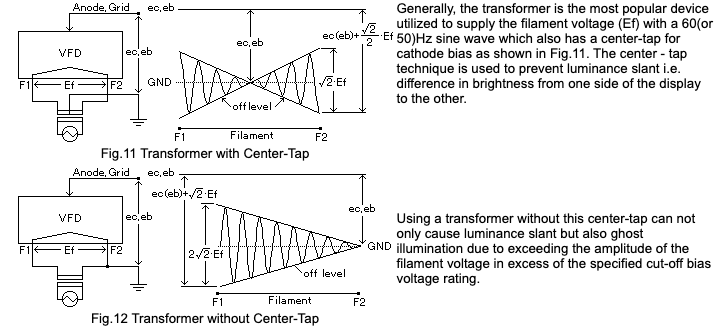 Anode, Grid ec,eb
VFD
ec,eb
F1 Ef F2
ec,eb
ec(eb)+√2/2·Ef
GND
√2·Ef
off level
F1 Filament F2
Fig.11 Transformer with Center-Tap
Generally, the transformer is the most popular device
utilized to supply the filament voltage (Ef) with a 60(or
50)Hz sine wave which also has a center-tap for
cathode bias as shown in Fig.11. The center - tap
technique is used to prevent luminance slant i.e.
difference in brightness from one side of the display
to the other.
Anode, Grid ec,eb
VFD
ec,eb
F1 Ef F2
ec(eb)+√2·Ef
ec,eb
2√2·Ef
GND
off level
F1 Filament F2
Fig.12 Transformer without Center-Tap
Using a transformer without this center-tap can not
only cause luminance slant but also ghost
illumination due to exceeding the amplitude of the
filament voltage in excess of the specified cut-off bias
voltage rating.